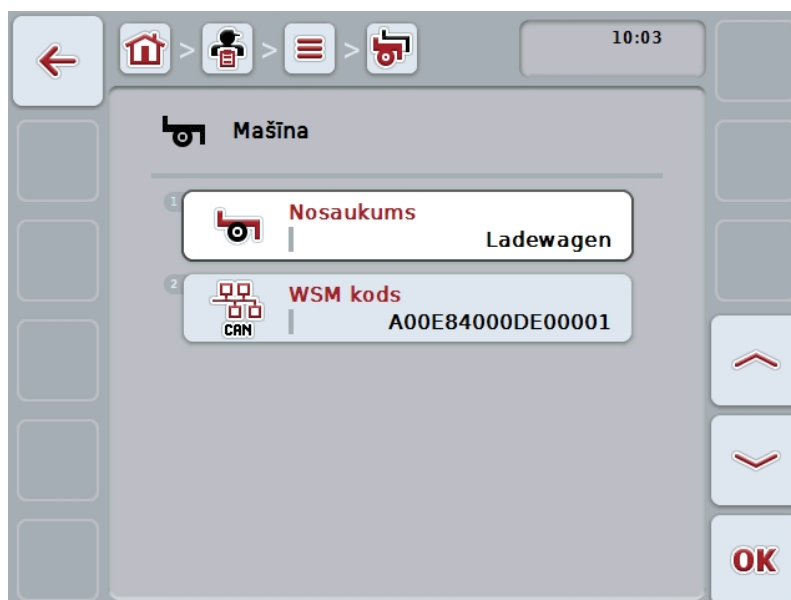 10:03
Mašīna
1
Nosaukums
Ladewagen
2
WSM kods
A00E84000DE00001
CAN
OK